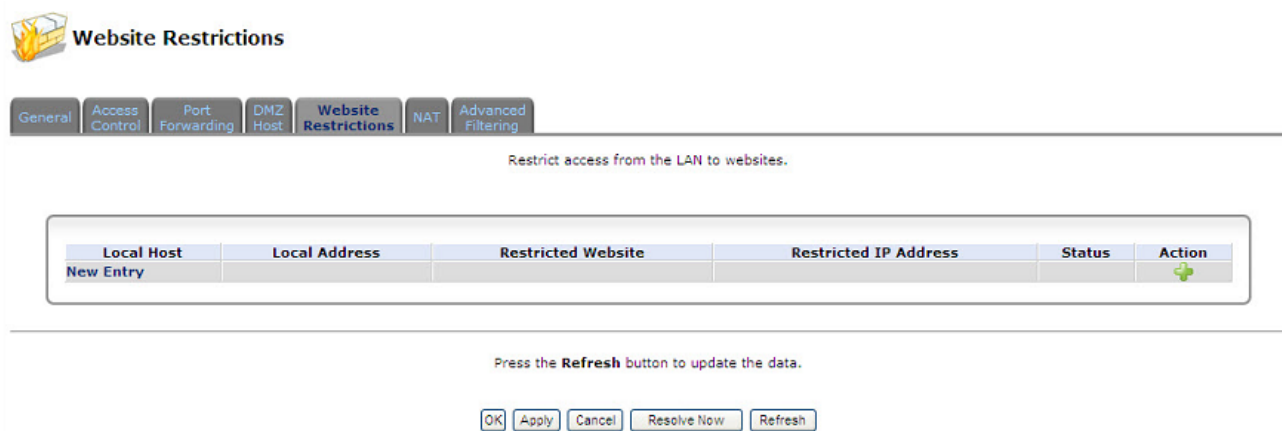 Website Restrictions
General
Access Control
Port Forwarding
DMZ Host
Website Restrictions
NAT
Advanced Filtering
Restrict access from the LAN to websites.
Local Host Local Address Restricted Website Restricted IP Address Status Action
New Entry
Press the Refresh button to update the data.
OK Apply Cancel Resolve Now Refresh